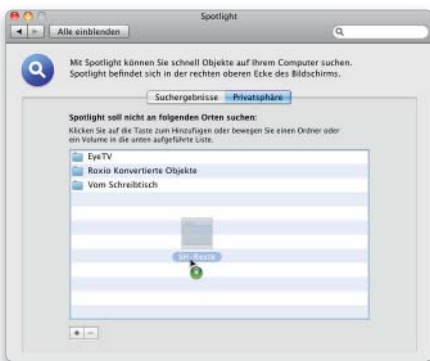 Spotlight
Alle einblenden
Mit Spotlight können Sie schnell Objekte auf Ihrem Computer suchen.
Spotlight befindet sich in der rechten oberen Ecke des Bildschirms.
Suchergebnisse Privatsphäre
Spotlight soll nicht an folgenden Orten suchen:
Klicken Sie auf die Taste zum Hinzufügen oder bewegen Sie einen Ordner oder
ein Volume in die unten aufgeführte Liste.
EyeTV
Roxio Konvertierte Objekte
Vom Schreibtisch